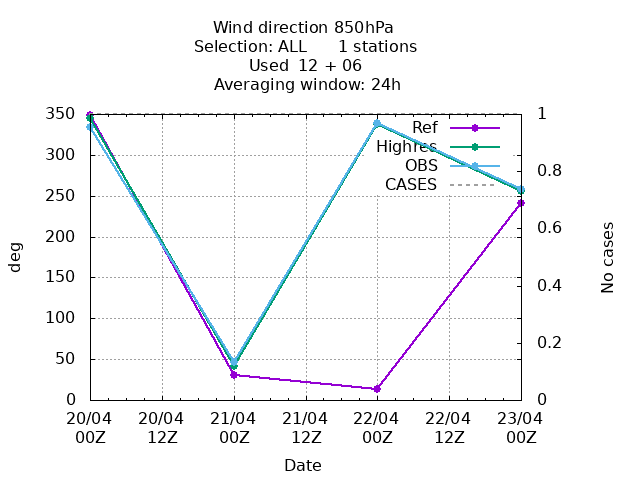 Wind direction 850hPa
Selection: ALL      1 stations
Used  12 + 06
Averaging window: 24h
350
300
250
200
150
100
50
0
deg
1
0.8
0.6
0.4
0.2
0
No cases
Ref
Highres
OBS
CASES
20/04 20/04 21/04 21/04 22/04 22/04 23/04
00Z 12Z 00Z 12Z 00Z 12Z 00Z
Date